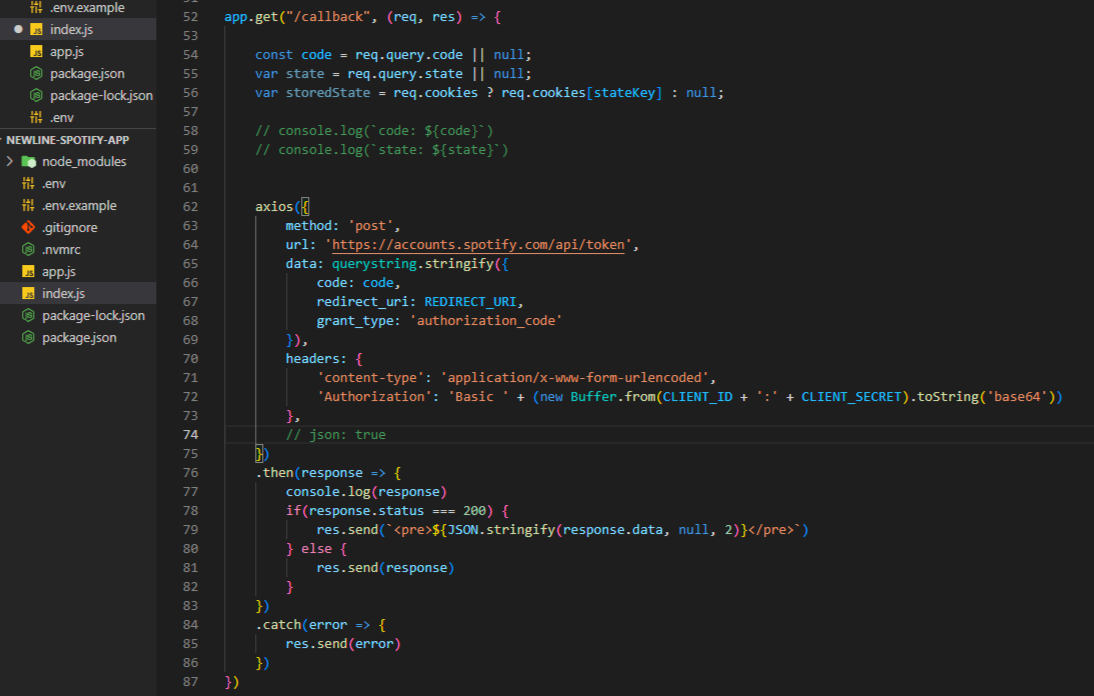 .env.example
index.js
app.js
package.json
package-lock.json
.env
NEWLINE-SPOTIFY-APP
node_modules
.env
.env.example
.gitignore
.nvmrc
app.js
index.js
package-lock.json
package.json
52 app.get("/callback", (req, res) => {
53
54 const code = req.query.code || null;
55 var state = req.query.state || null;
56 var storedState = req.cookies ? req.cookies[stateKey] : null;
57
58 // console.log(`code: ${code}`)
59 // console.log(`state: ${state}`)
60
61
62 axios({
63 method: 'post',
64 url: 'https://accounts.spotify.com/api/token',
65 data: querystring.stringify({
66 code: code,
67 redirect_uri: REDIRECT_URI,
68 grant_type: 'authorization_code'
69 }),
70 headers: {
71 'content-type': 'application/x-www-form-urlencoded',
72 'Authorization': 'Basic ' + (new Buffer.from(CLIENT_ID + ':' + CLIENT_SECRET).toString('base64'))
73 },
74 // json: true
75 })
76 .then(response => {
77 console.log(response)
78 if(response.status === 200) {
79 res.send(`<pre>${JSON.stringify(response.data, null, 2)}</pre>`)
80 } else {
81 res.send(response)
82 }
83 })
84 .catch(error => {
85 res.send(error)
86 })
87 })